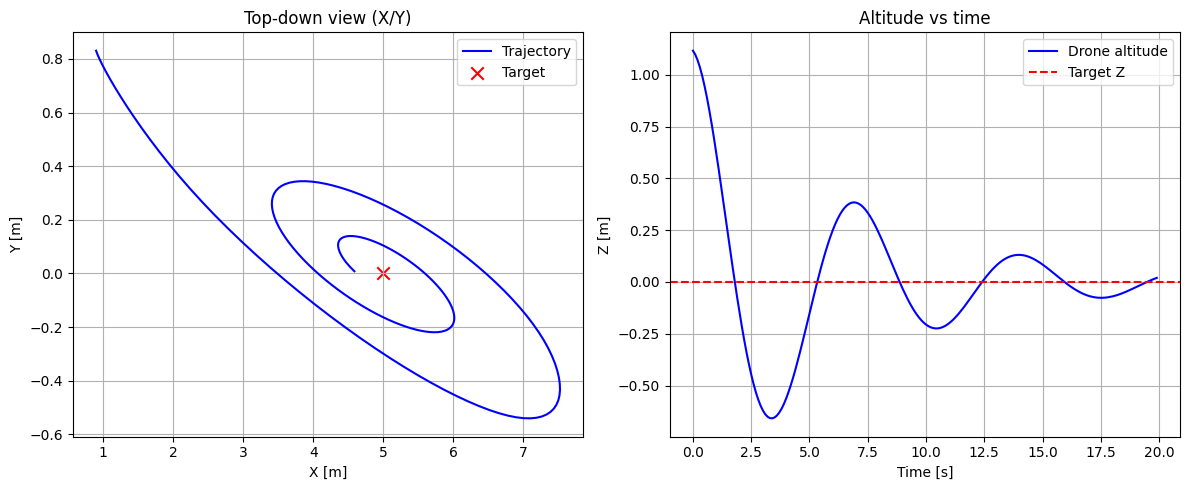 Top-down view (X/Y)
Trajectory
Target
0.8
0.6
0.4
0.2
0.0
−0.2
−0.4
−0.6
Y [m]
1 2 3 4 5 6 7
X [m]
Altitude vs time
Drone altitude
Target Z
1.00
0.75
0.50
0.25
0.00
−0.25
−0.50
Z [m]
0.0 2.5 5.0 7.5 10.0 12.5 15.0 17.5 20.0
Time [s]